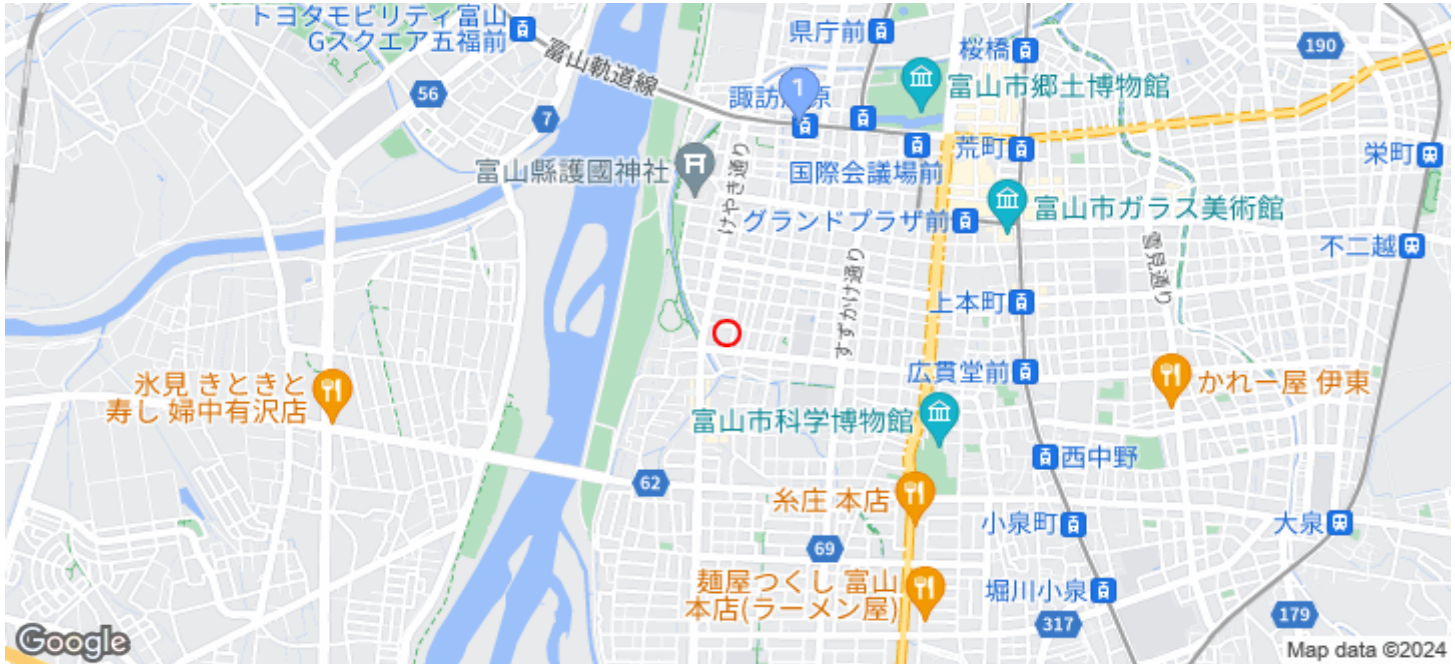 トヨタモビリティ富山
Gスクエア五福前
県庁前
桜橋
190
富山軌道線
56
7
1
富山市郷土博物館
諏訪川原
荒町
栄町
富山縣護國神社
けやき通り
国際会議場前
富山市ガラス美術館
グランドプラザ前
不二越
雪見通り
すずかけ通り
上本町
氷見 きときと
寿し 婦中有沢店
広貫堂前
かれー屋 伊東
富山市科学博物館
西中野
62
糸庄 本店
小泉町
大泉
69
麺屋つくし 富山
本店(ラーメン屋)
堀川小泉
317
179
Google
Map data ©2024